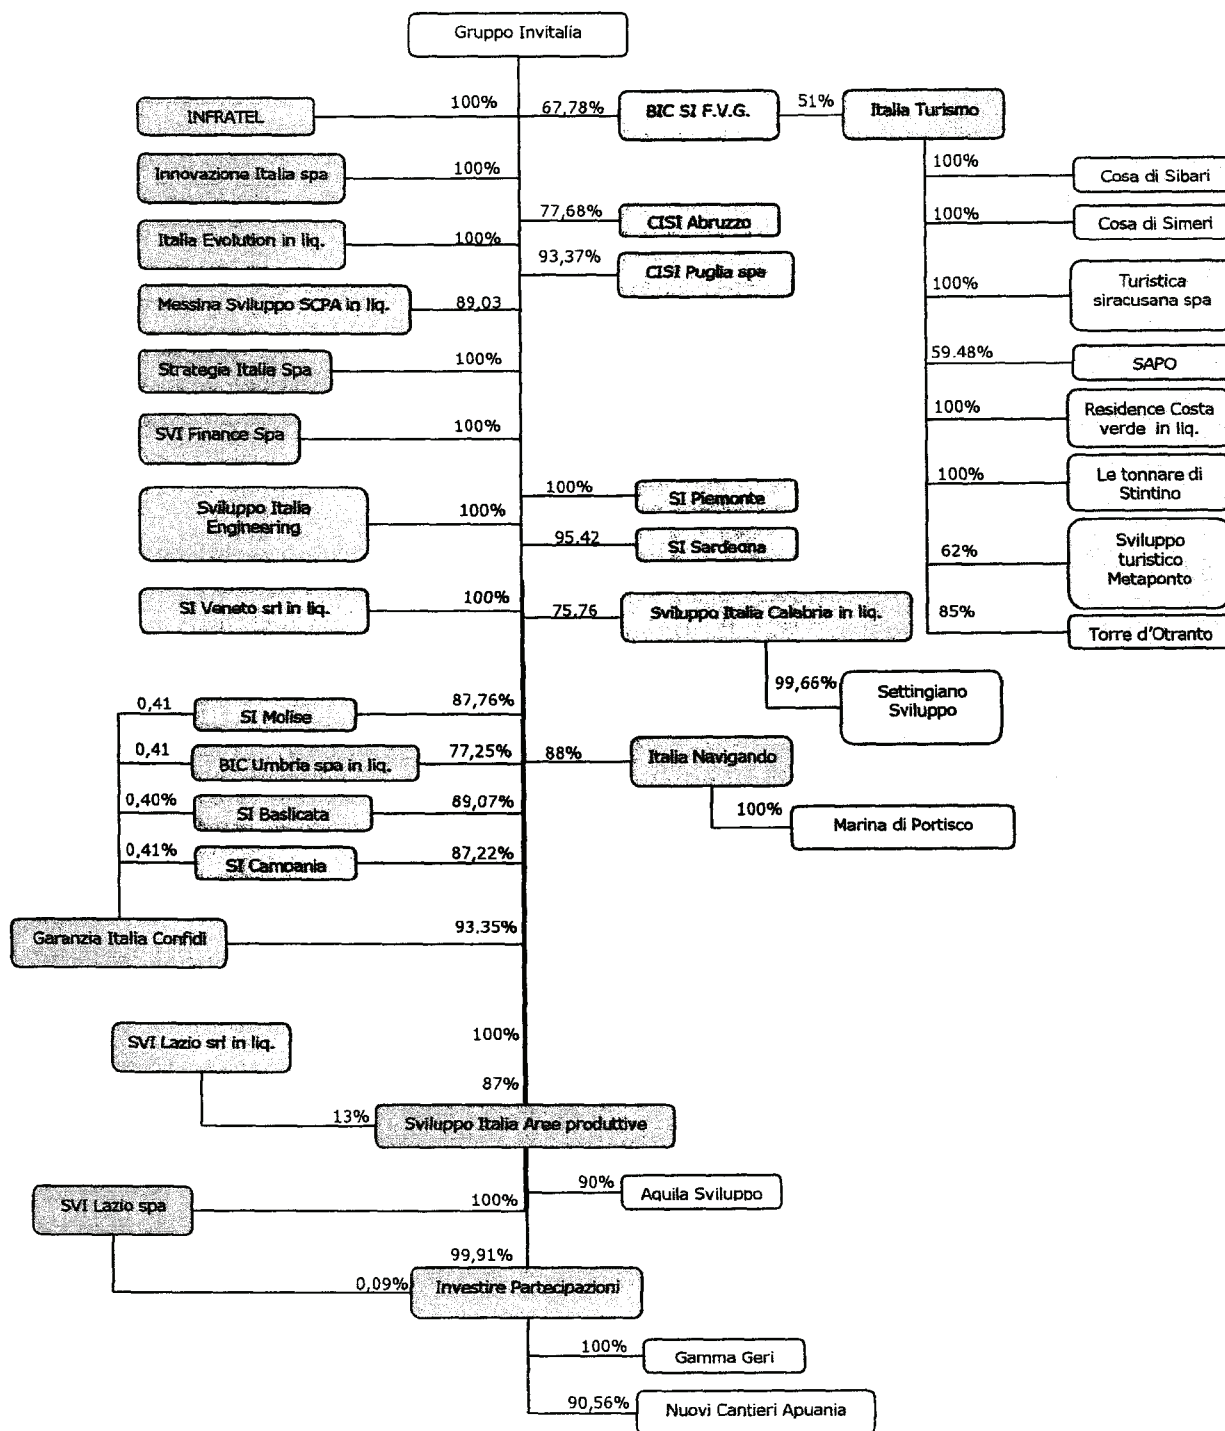 Gruppo Invitalia
INFRATEL
100%
67,78%
BIC SI F.V.G.
51%
Italia Turismo
Innovazione Italia spa
100%
100%
Cosa di Sibari
77,68%
CISI Abruzzo
100%
Cosa di Simeri
Italia Evolution in liq.
100%
93,37%
CISI Puglia spa
100%
Turistica
siracusana spa
Messina Sviluppo SCPA in liq.
89,03
Strategia Italia Spa
100%
59.48%
SAPO
SVI Finance Spa
100%
100%
Residence Costa
verde in liq.
100%
SI Piemonte
100%
Le tonnare di
Stintino
Sviluppo Italia
Engineering
100%
95,42
SI Sardegna
62%
Sviluppo
turistico
Metaponto
SI Veneto srl in liq.
100%
75,76
Sviluppo Italia Calabria in liq.
85%
Torre d'Otranto
99,66%
Settingiano
Sviluppo
0,41
SI Molise
87,76%
0,41
BIC Umbria spa in liq.
77,25%
88%
Italia Navigando
0,40%
SI Basilicata
89,07%
100%
Marina di Portisco
0,41%
SI Campania
87,22%
Garanzia Italia Confidi
93,35%
SVI Lazio srl in liq.
100%
87%
13%
Sviluppo Italia Aree produttive
90%
Aquila Sviluppo
SVI Lazio spa
100%
99,91%
0,09%
Investire Partecipazioni
100%
Gamma Geri
90,56%
Nuovi Cantieri Apuania